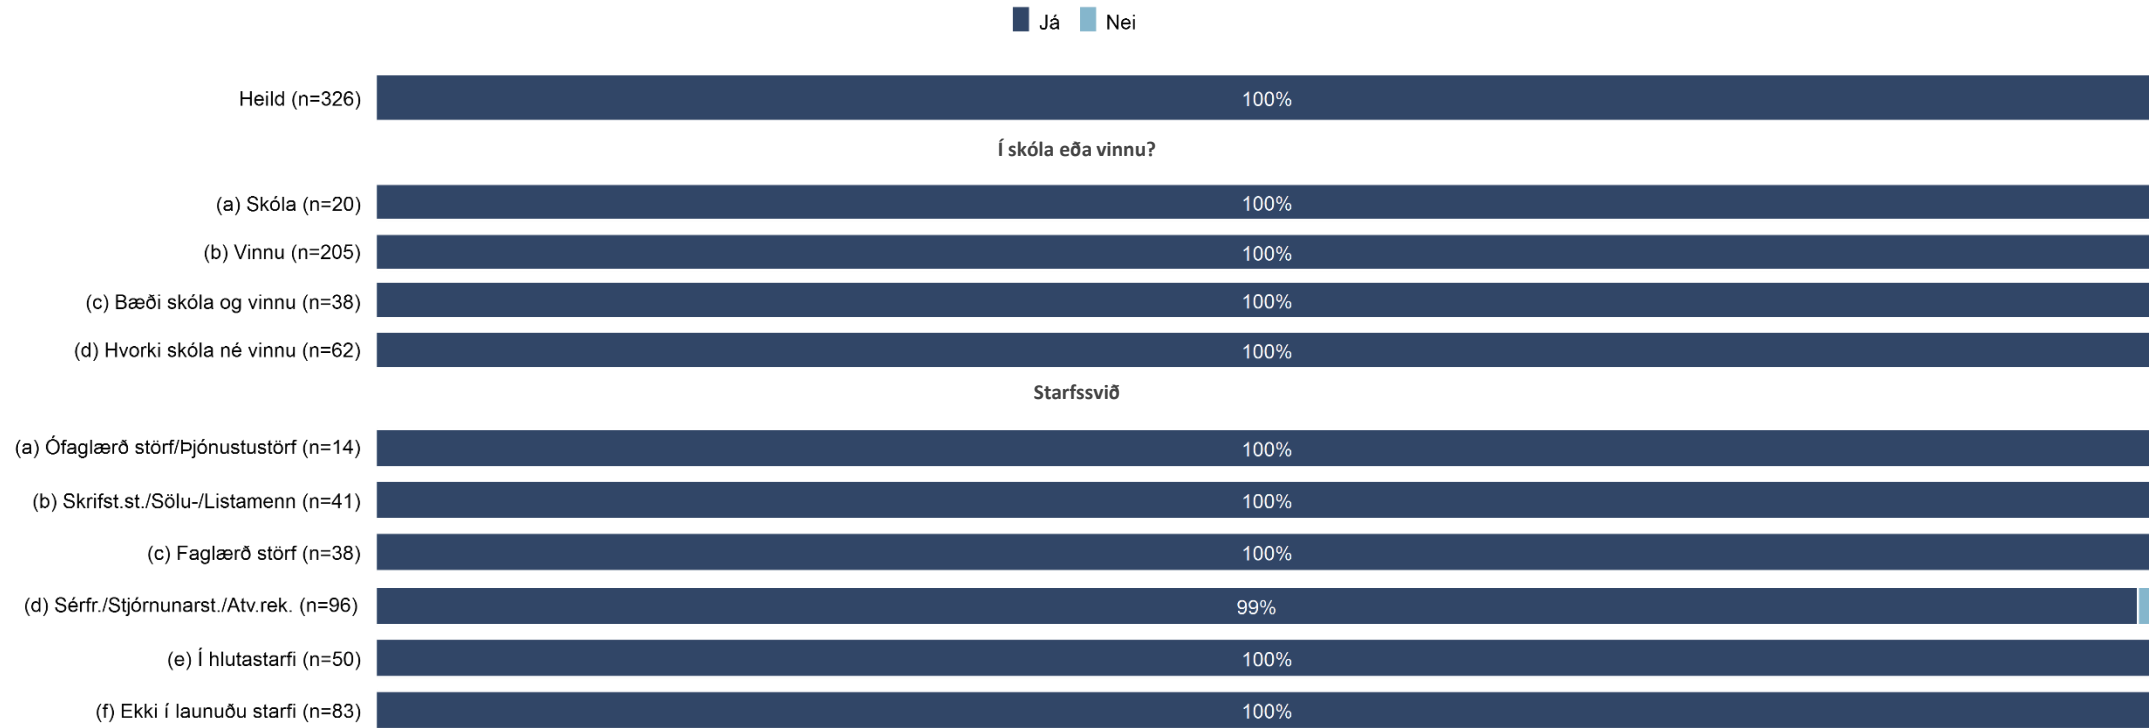 Já Nei
Heild (n=326) 100%
Í skóla eða vinnu?
(a) Skóla (n=20) 100%
(b) Vinnu (n=205) 100%
(c) Bæði skóla og vinnu (n=38) 100%
(d) Hvorki skóla né vinnu (n=62) 100%
Starfssvið
(a) Ófaglærð störf/Þjónustustörf (n=14) 100%
(b) Skrifst.st./Sölu-/Listamenn (n=41) 100%
(c) Faglærð störf (n=38) 100%
(d) Sérfr./Stjórnunarst./Atv.rek. (n=96) 99%
(e) Í hlutastarfi (n=50) 100%
(f) Ekki í launuðu starfi (n=83) 100%